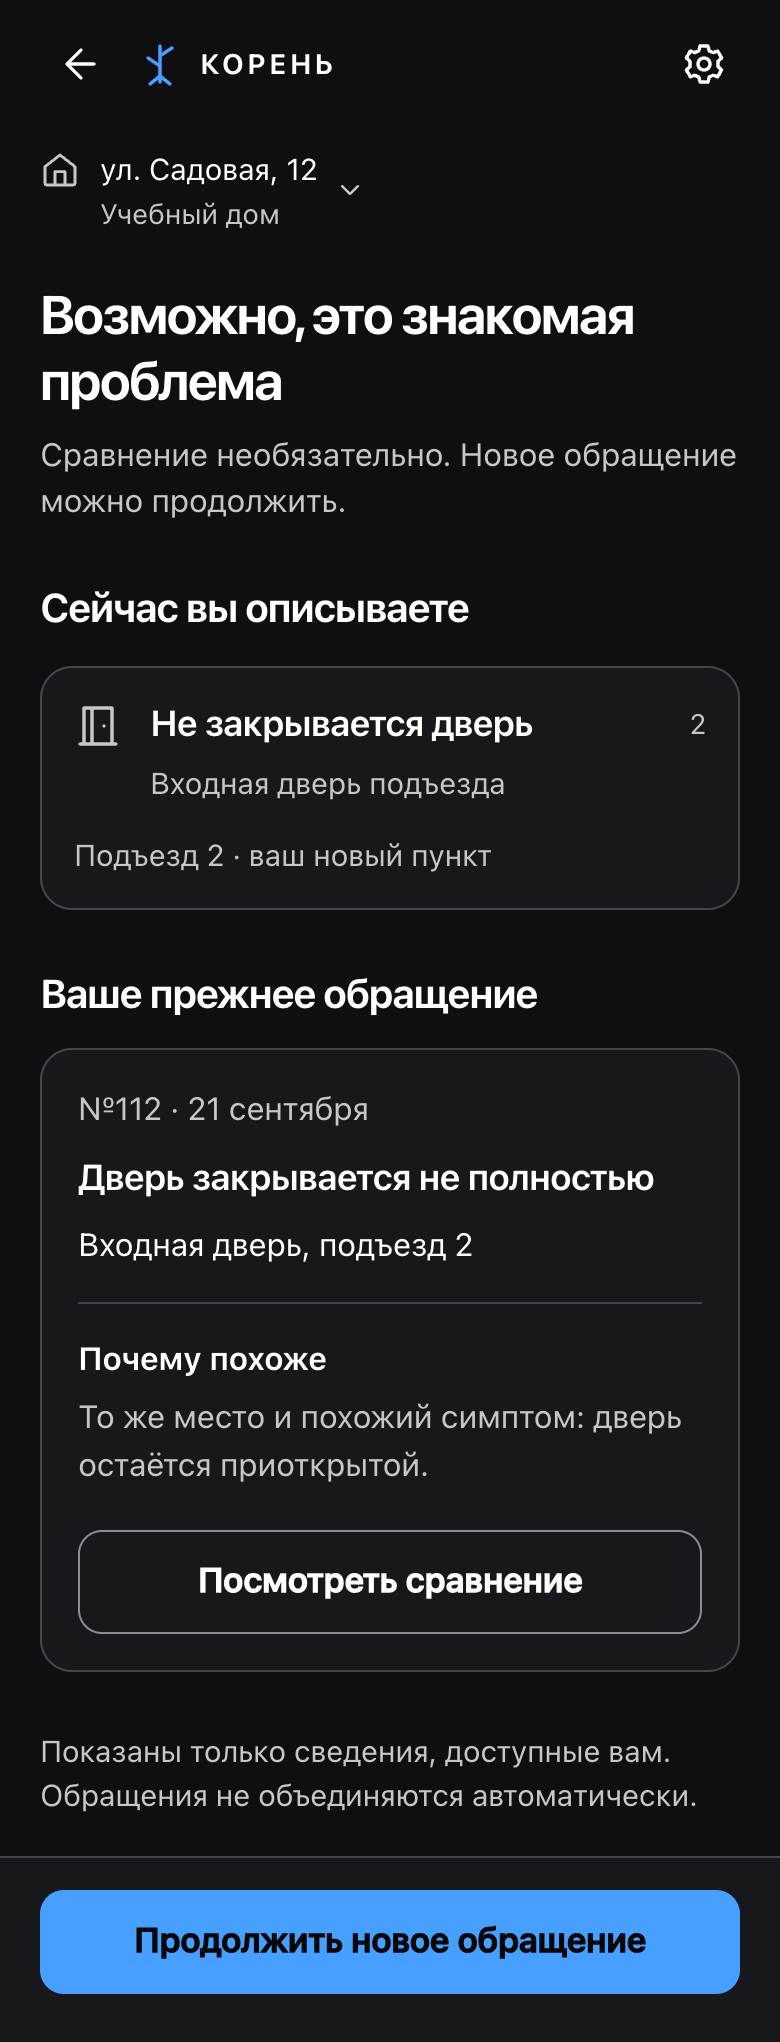 КОРЕНЬ
ул. Садовая, 12
Учебный дом
Возможно, это знакомая
проблема
Сравнение необязательно. Новое обращение
можно продолжить.
Сейчас вы описываете
Не закрывается дверь 2
Входная дверь подъезда
Подъезд 2 · ваш новый пункт
Ваше прежнее обращение
№112 · 21 сентября
Дверь закрывается не полностью
Входная дверь, подъезд 2
Почему похоже
То же место и похожий симптом: дверь
остаётся приоткрытой.
Посмотреть сравнение
Показаны только сведения, доступные вам.
Обращения не объединяются автоматически.
Продолжить новое обращение